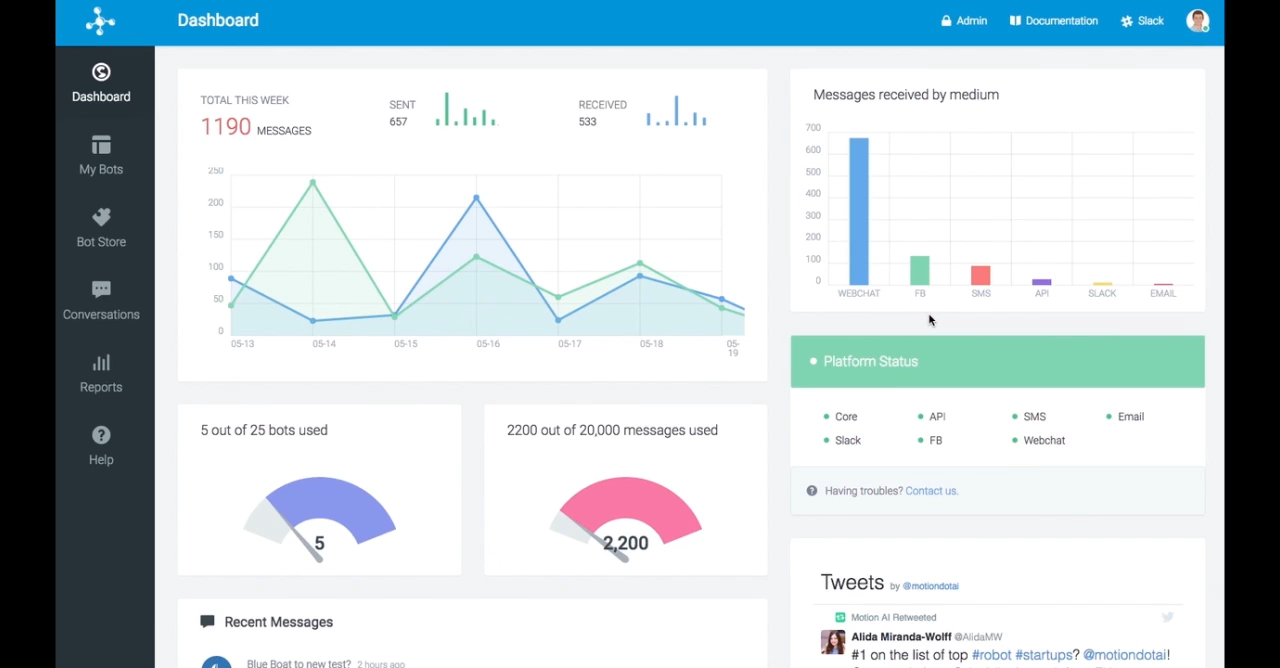 Dashboard
Admin
Documentation
Slack
Dashboard
My Bots
Bot Store
Conversations
Reports
Help
TOTAL THIS WEEK
1190 MESSAGES
SENT
657
RECEIVED
533
250
200
150
100
50
0
05-13
05-14
05-15
05-16
05-17
05-18
05-
19
Messages received by medium
700
600
500
400
300
200
100
0
WEBCHAT
FB
SMS
API
SLACK
EMAIL
Platform Status
Core
API
SMS
Email
Slack
FB
Webchat
Having troubles? Contact us.
5 out of 25 bots used
5
2200 out of 20,000 messages used
2,200
Recent Messages
Blue Boat to new test? 2 hours ago
Tweets by @motiondotai
Motion AI Retweeted
Alida Miranda-Wolff @AlidaMW
#1 on the list of top #robot #startups? @motiondotai!